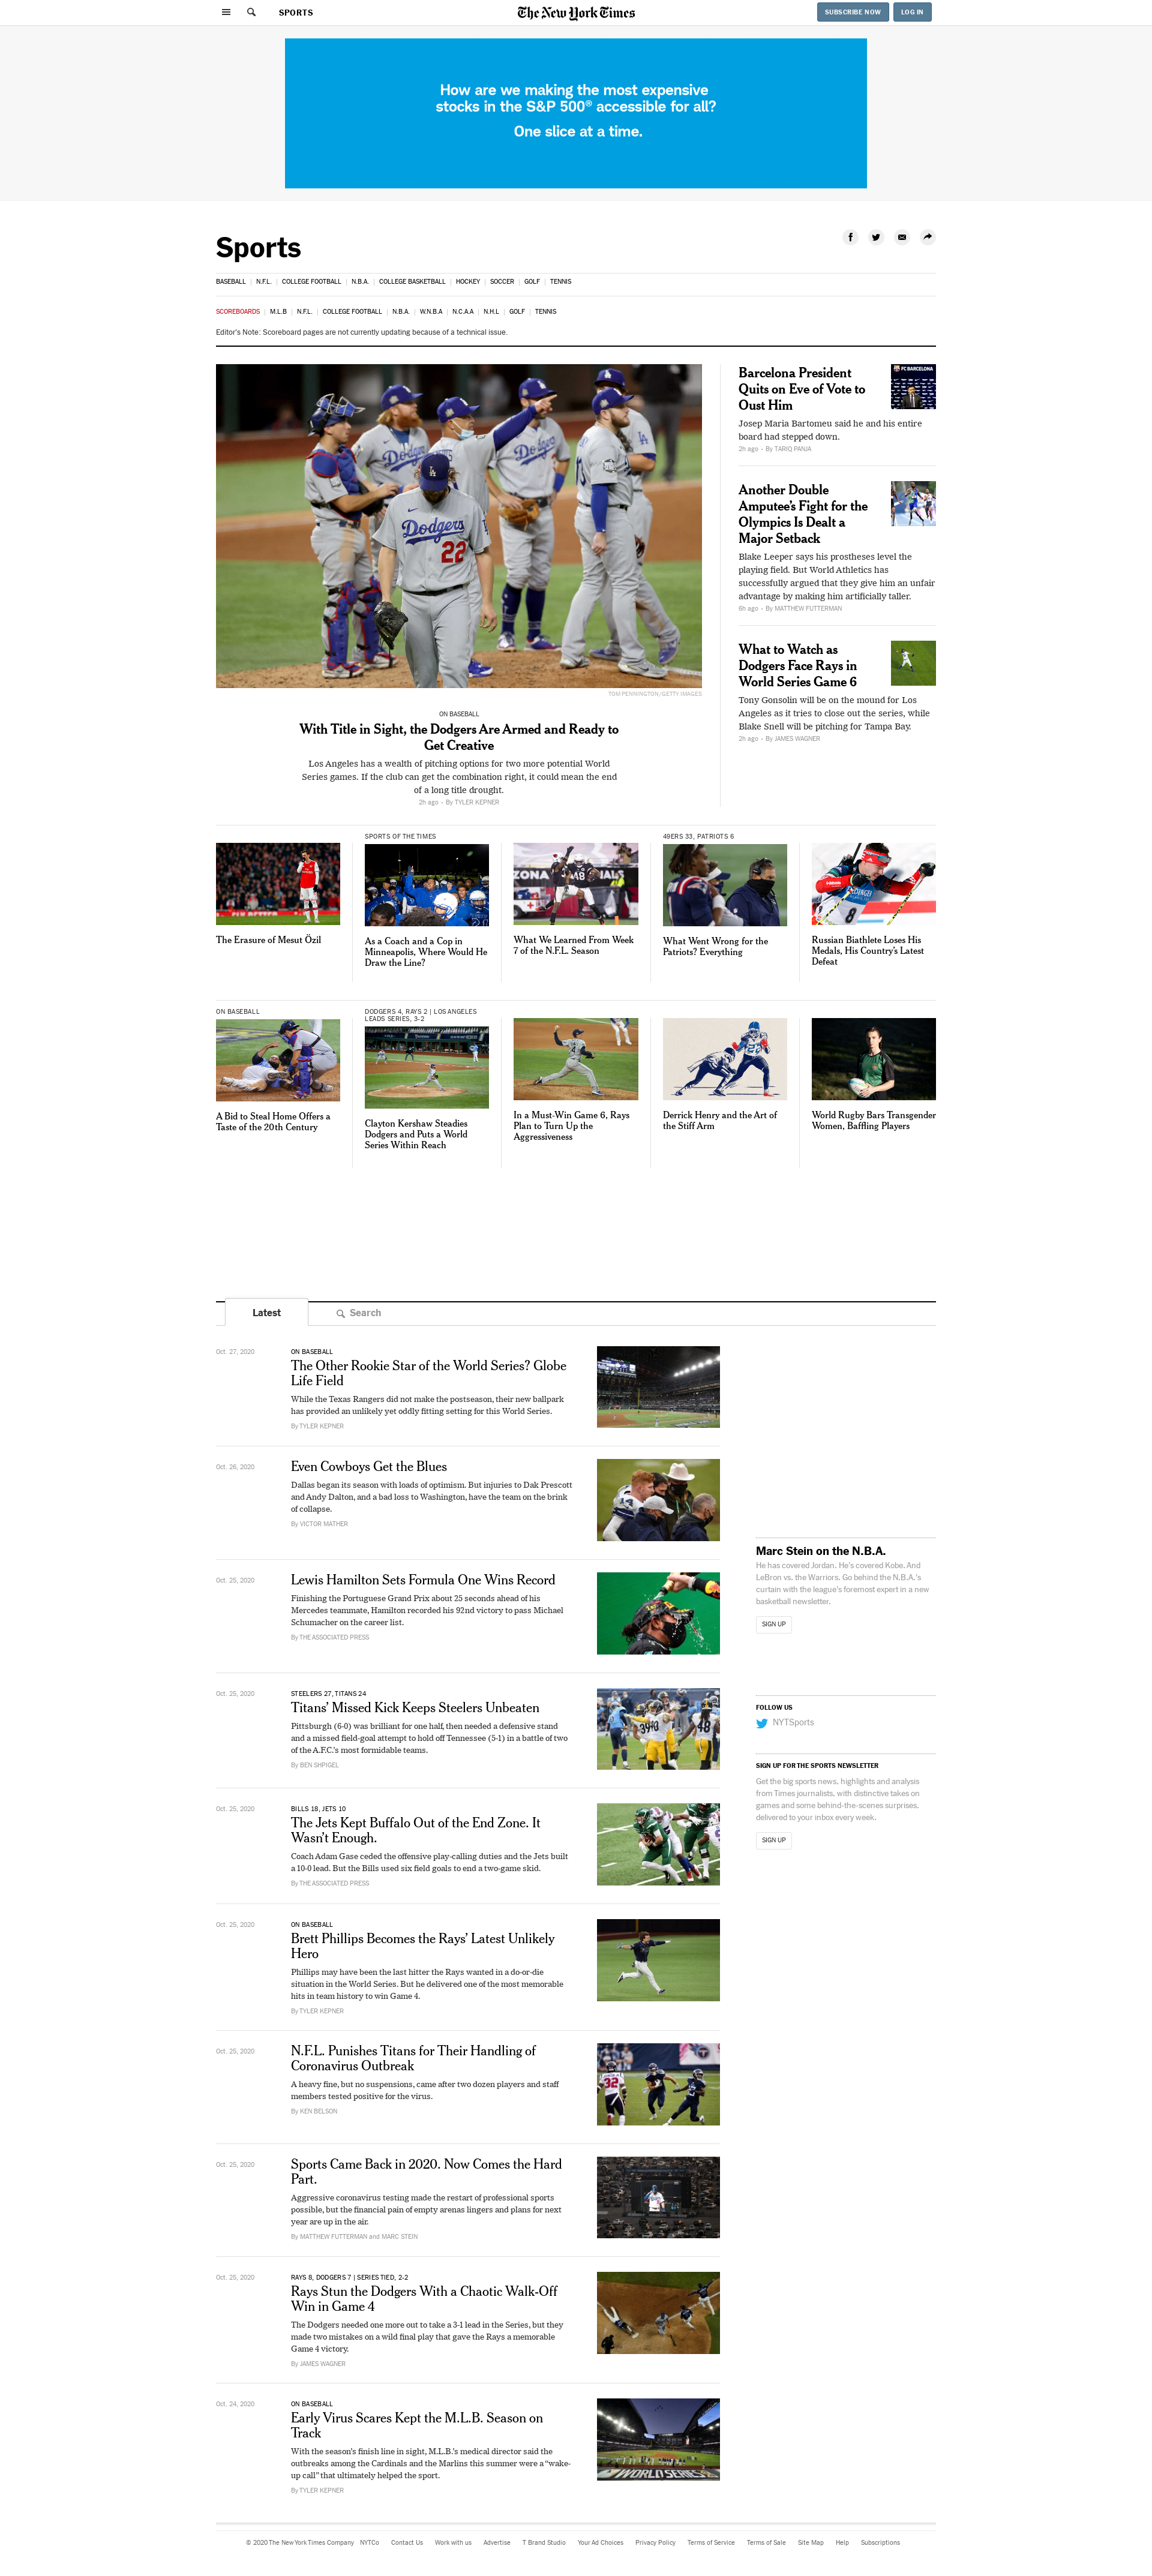 SPORTS
The New York Times
SUBSCRIBE NOW
LOG IN
How are we making the most expensive
stocks in the S&P 500® accessible for all?
One slice at a time.
Sports
BASEBALL | N.F.L. | COLLEGE FOOTBALL | N.B.A. | COLLEGE BASKETBALL | HOCKEY | SOCCER | GOLF | TENNIS
SCOREBOARDS | M.L.B | N.F.L. | COLLEGE FOOTBALL | N.B.A. | W.N.B.A | N.C.A.A | N.H.L | GOLF | TENNIS
Editor's Note: Scoreboard pages are not currently updating because of a technical issue.
Dodgers
22
TOM PENNINGTON/GETTY IMAGES
ON BASEBALL
With Title in Sight, the Dodgers Are Armed and Ready to
Get Creative
Los Angeles has a wealth of pitching options for two more potential World
Series games. If the club can get the combination right, it could mean the end
of a long title drought.
2h ago - By TYLER KEPNER
Barcelona President
Quits on Eve of Vote to
Oust Him
FC BARCELONA
Josep Maria Bartomeu said he and his entire
board had stepped down.
2h ago - By TARIQ PANJA
Another Double
Amputee's Fight for the
Olympics Is Dealt a
Major Setback
Blake Leeper says his prostheses level the
playing field. But World Athletics has
successfully argued that they give him an unfair
advantage by making him artificially taller.
6h ago - By MATTHEW FUTTERMAN
What to Watch as
Dodgers Face Rays in
World Series Game 6
Tony Gonsolin will be on the mound for Los
Angeles as it tries to close out the series, while
Blake Snell will be pitching for Tampa Bay.
2h ago - By JAMES WAGNER
The Erasure of Mesut Özil
SPORTS OF THE TIMES
As a Coach and a Cop in
Minneapolis, Where Would He
Draw the Line?
What We Learned From Week
7 of the N.F.L. Season
49ERS 33, PATRIOTS 6
What Went Wrong for the
Patriots? Everything
8
Russian Biathlete Loses His
Medals, His Country's Latest
Defeat
ON BASEBALL
A Bid to Steal Home Offers a
Taste of the 20th Century
DODGERS 4, RAYS 2 | LOS ANGELES
LEADS SERIES, 3-2
Clayton Kershaw Steadies
Dodgers and Puts a World
Series Within Reach
In a Must-Win Game 6, Rays
Plan to Turn Up the
Aggressiveness
Derrick Henry and the Art of
the Stiff Arm
World Rugby Bars Transgender
Women, Baffling Players
Latest
Search
Oct. 27, 2020
ON BASEBALL
The Other Rookie Star of the World Series? Globe
Life Field
While the Texas Rangers did not make the postseason, their new ballpark
has provided an unlikely yet oddly fitting setting for this World Series.
By TYLER KEPNER
Oct. 26, 2020
Even Cowboys Get the Blues
Dallas began its season with loads of optimism. But injuries to Dak Prescott
and Andy Dalton, and a bad loss to Washington, have the team on the brink
of collapse.
By VICTOR MATHER
Oct. 25, 2020
Lewis Hamilton Sets Formula One Wins Record
Finishing the Portuguese Grand Prix about 25 seconds ahead of his
Mercedes teammate, Hamilton recorded his 92nd victory to pass Michael
Schumacher on the career list.
By THE ASSOCIATED PRESS
Oct. 25, 2020
STEELERS 27, TITANS 24
Titans' Missed Kick Keeps Steelers Unbeaten
Pittsburgh (6-0) was brilliant for one half, then needed a defensive stand
and a missed field-goal attempt to hold off Tennessee (5-1) in a battle of two
of the A.F.C.'s most formidable teams.
By BEN SHPIGEL
Oct. 25, 2020
BILLS 18, JETS 10
The Jets Kept Buffalo Out of the End Zone. It
Wasn't Enough.
Coach Adam Gase ceded the offensive play-calling duties and the Jets built
a 10-0 lead. But the Bills used six field goals to end a two-game skid.
By THE ASSOCIATED PRESS
Oct. 25, 2020
ON BASEBALL
Brett Phillips Becomes the Rays' Latest Unlikely
Hero
Phillips may have been the last hitter the Rays wanted in a do-or-die
situation in the World Series. But he delivered one of the most memorable
hits in team history to win Game 4.
By TYLER KEPNER
Oct. 25, 2020
N.F.L. Punishes Titans for Their Handling of
Coronavirus Outbreak
A heavy fine, but no suspensions, came after two dozen players and staff
members tested positive for the virus.
By KEN BELSON
Oct. 25, 2020
Sports Came Back in 2020. Now Comes the Hard
Part.
Aggressive coronavirus testing made the restart of professional sports
possible, but the financial pain of empty arenas lingers and plans for next
year are up in the air.
By MATTHEW FUTTERMAN and MARC STEIN
Oct. 25, 2020
RAYS 8, DODGERS 7 | SERIES TIED, 2-2
Rays Stun the Dodgers With a Chaotic Walk-Off
Win in Game 4
The Dodgers needed one more out to take a 3-1 lead in the Series, but they
made two mistakes on a wild final play that gave the Rays a memorable
Game 4 victory.
By JAMES WAGNER
Oct. 24, 2020
ON BASEBALL
Early Virus Scares Kept the M.L.B. Season on
Track
With the season's finish line in sight, M.L.B.'s medical director said the
outbreaks among the Cardinals and the Marlins this summer were a "wake-
up call" that ultimately helped the sport.
By TYLER KEPNER
WORLD SERIES
Marc Stein on the N.B.A.
He has covered Jordan. He's covered Kobe. And
LeBron vs. the Warriors. Go behind the N.B.A.'s
curtain with the league's foremost expert in a new
basketball newsletter.
SIGN UP
FOLLOW US
NYTSports
SIGN UP FOR THE SPORTS NEWSLETTER
Get the big sports news, highlights and analysis
from Times journalists, with distinctive takes on
games and some behind-the-scenes surprises,
delivered to your inbox every week.
SIGN UP
© 2020 The New York Times Company NYTCo Contact Us Work with us Advertise T Brand Studio Your Ad Choices Privacy Policy Terms of Service Terms of Sale Site Map Help Subscriptions